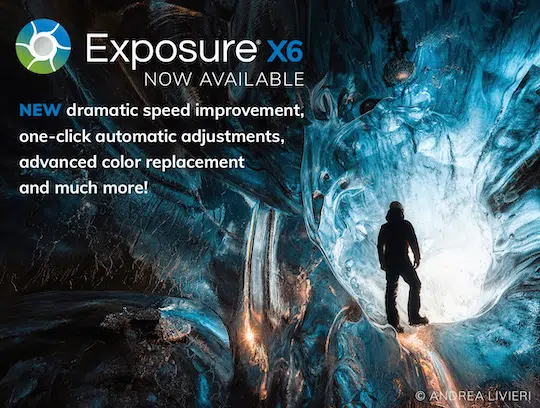 Exposure® X6
NOW AVAILABLE
NEW dramatic speed improvement,
one-click automatic adjustments,
advanced color replacement
and much more!
© ANDREA LIVIERI